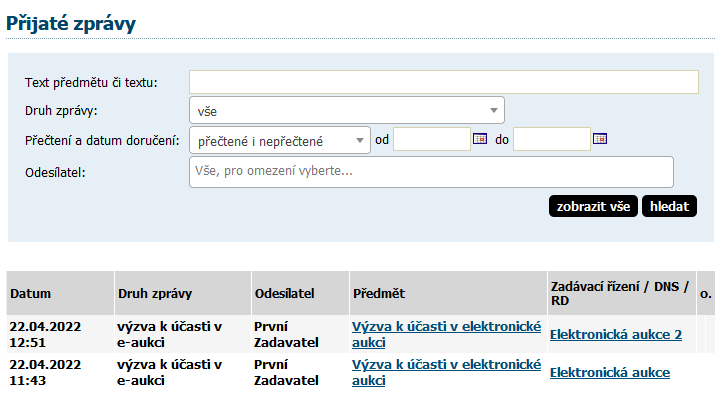 Přijaté zprávy
Text předmětu či textu:
Druh zprávy: vše
Přečtení a datum doručení: přečtené i nepřečtené od do
Odesílatel: Vše, pro omezení vyberte...
zobrazit vše hledat
Datum Druh zprávy Odesílatel Předmět Zadávací řízení / DNS / RD o.
22.04.2022 výzva k účasti v První Výzva k účasti v elektronické Elektronická aukce 2
12:51 e-aukci Zadavatel aukci
22.04.2022 výzva k účasti v První Výzva k účasti v elektronické Elektronická aukce
11:43 e-aukci Zadavatel aukci